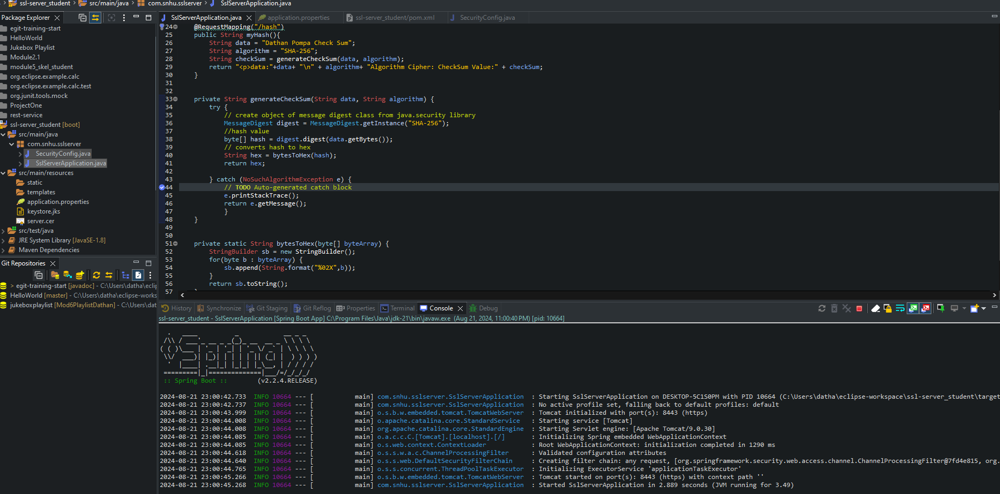 ssl-server_student > src/main/java > com.snhu.sslserver > SslServerApplication.java
Package Explorer
egit-training-start
HelloWorld
Jukebox Playlist
Module2.1
module5_skel_student
org.eclipse.example.calc
org.eclipse.example.calc.test
org.junit.tools.mock
ProjectOne
rest-service
ssl-server_student [boot]
src/main/java
com.snhu.sslserver
SecurityConfig.java
SslServerApplication.java
src/main/resources
static
templates
application.properties
keystore.jks
server.cer
src/test/java
JRE System Library [JavaSE-1.8]
Maven Dependencies
Git Repositories
> egit-training-start [javadoc] - C:\Users\datha\eclip
HelloWorld [master] - C:\Users\datha\eclipse-works
jukeboxplaylist [Mod6PlaylistDathan] - C:\Users\dat
SslServerApplication.java application.properties ssl-server_student/pom.xml SecurityConfig.java
24 @RequestMapping("/hash")
25 public String myHash(){
26 String data = "Dathan Pompa Check Sum";
27 String algorithm = "SHA-256";
28 String checkSum = generateCheckSum(data, algorithm);
29 return "<p>data:"+data+ "\n" + algorithm+ "Algorithm Cipher: CheckSum Value:" + checkSum;
30 }
31
32
33 private String generateCheckSum(String data, String algorithm) {
34 try {
35 // create object of message digest class from java.security library
36 MessageDigest digest = MessageDigest.getInstance("SHA-256");
37 //hash value
38 byte[] hash = digest.digest(data.getBytes());
39 // converts hash to hex
40 String hex = bytesToHex(hash);
41 return hex;
42
43 } catch (NoSuchAlgorithmException e) {
44 // TODO Auto-generated catch block
45 e.printStackTrace();
46 return e.getMessage();
47 }
48 }
49
50
51 private static String bytesToHex(byte[] byteArray) {
52 StringBuilder sb = new StringBuilder();
53 for(byte b : byteArray) {
54 sb.append(String.format("%02X",b));
55 }
56 return sb.toString();
57
History Synchronize Git Staging Git Reflog Properties Terminal Console Debug
ssl-server_student - SslServerApplication [Spring Boot App] C:\Program Files\Java\jdk-21\bin\javaw.exe (Aug 21, 2024, 11:00:40 PM) [pid: 10664]
:: Spring Boot :: (v2.2.4.RELEASE)
2024-08-21 23:00:42.733 INFO 10664 --- [ main] com.snhu.sslserver.SslServerApplication : Starting SslServerApplication on DESKTOP-5C1S0PM with PID 10664 (C:\Users\datha\eclipse-workspace\ssl-server_student\target
2024-08-21 23:00:42.737 INFO 10664 --- [ main] com.snhu.sslserver.SslServerApplication : No active profile set, falling back to default profiles: default
2024-08-21 23:00:43.999 INFO 10664 --- [ main] o.s.b.w.embedded.tomcat.TomcatWebServer : Tomcat initialized with port(s): 8443 (https)
2024-08-21 23:00:44.008 INFO 10664 --- [ main] o.apache.catalina.core.StandardService : Starting service [Tomcat]
2024-08-21 23:00:44.008 INFO 10664 --- [ main] org.apache.catalina.core.StandardEngine : Starting Servlet engine: [Apache Tomcat/9.0.30]
2024-08-21 23:00:44.085 INFO 10664 --- [ main] o.a.c.c.C.[Tomcat].[localhost].[/] : Initializing Spring embedded WebApplicationContext
2024-08-21 23:00:44.085 INFO 10664 --- [ main] o.s.web.context.ContextLoader : Root WebApplicationContext: initialization completed in 1290 ms
2024-08-21 23:00:44.618 INFO 10664 --- [ main] o.s.s.w.a.c.ChannelProcessingFilter : Validated configuration attributes
2024-08-21 23:00:44.640 INFO 10664 --- [ main] o.s.s.web.DefaultSecurityFilterChain : Creating filter chain: any request, [org.springframework.security.web.access.channel.ChannelProcessingFilter@7fd4e815, org.
2024-08-21 23:00:44.765 INFO 10664 --- [ main] o.s.s.concurrent.ThreadPoolTaskExecutor : Initializing ExecutorService 'applicationTaskExecutor'
2024-08-21 23:00:45.266 INFO 10664 --- [ main] o.s.b.w.embedded.tomcat.TomcatWebServer : Tomcat started on port(s): 8443 (https) with context path ''
2024-08-21 23:00:45.268 INFO 10664 --- [ main] com.snhu.sslserver.SslServerApplication : Started SslServerApplication in 2.889 seconds (JVM running for 3.49)